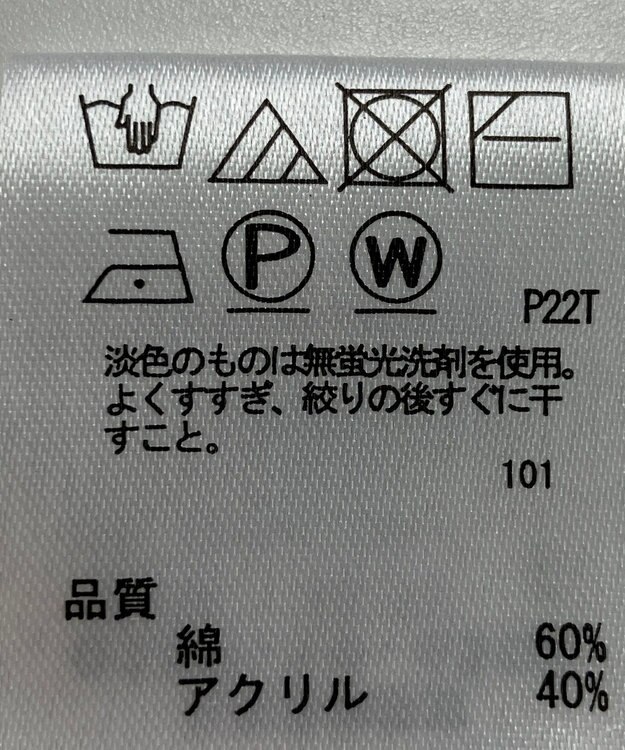 P W
P22T
淡色のものは無蛍光洗剤を使用。
よくすすぎ、絞りの後すぐに干
すこと。
101
品質
綿 60%
アクリル 40%